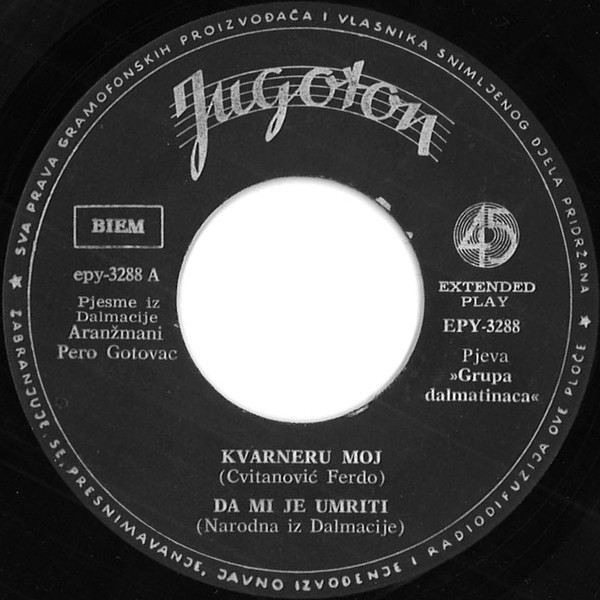 ★ SVA PRAVA GRAMOFONSKIH PROIZVOĐAČA I VLASNIKA SNIMLJENOG DJELA PRIDRŽANA
★ ZABRANJUJE SE, PRESNIMAVANJE, JAVNO IZVOĐENJE I RADIODIFUZIJA OVE PLOČE
Jugoton
BIEM
epy-3288 A
Pjesme iz
Dalmacije
Aranžmani
Pero Gotovac
45
EXTENDED
PLAY
EPY-3288
Pjeva
»Grupa
dalmatinaca«
KVARNERU MOJ
(Cvitanović Ferdo)
DA MI JE UMRITI
(Narodna iz Dalmacije)